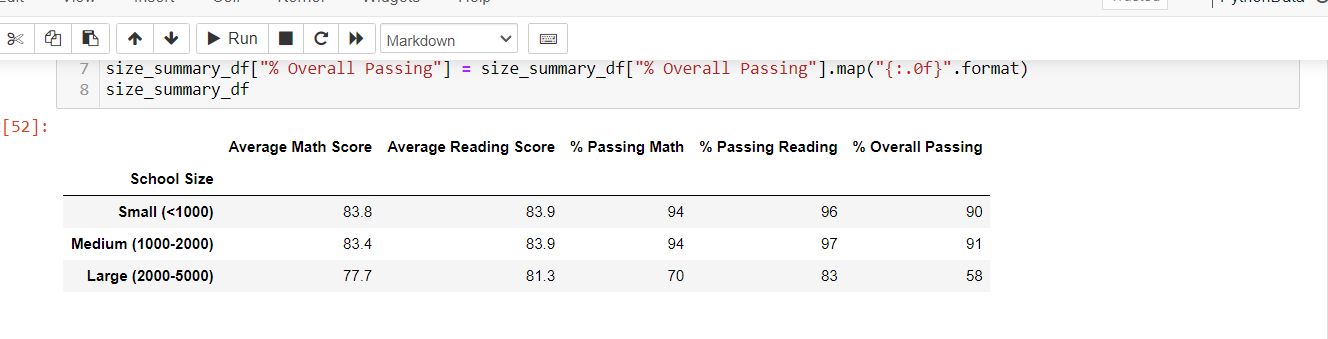 Run
Markdown
7 size_summary_df["% Overall Passing"] = size_summary_df["% Overall Passing"].map("{:.0f}".format)
8 size_summary_df
[52]:
Average Math Score Average Reading Score % Passing Math % Passing Reading % Overall Passing
School Size
Small (<1000) 83.8 83.9 94 96 90
Medium (1000-2000) 83.4 83.9 94 97 91
Large (2000-5000) 77.7 81.3 70 83 58